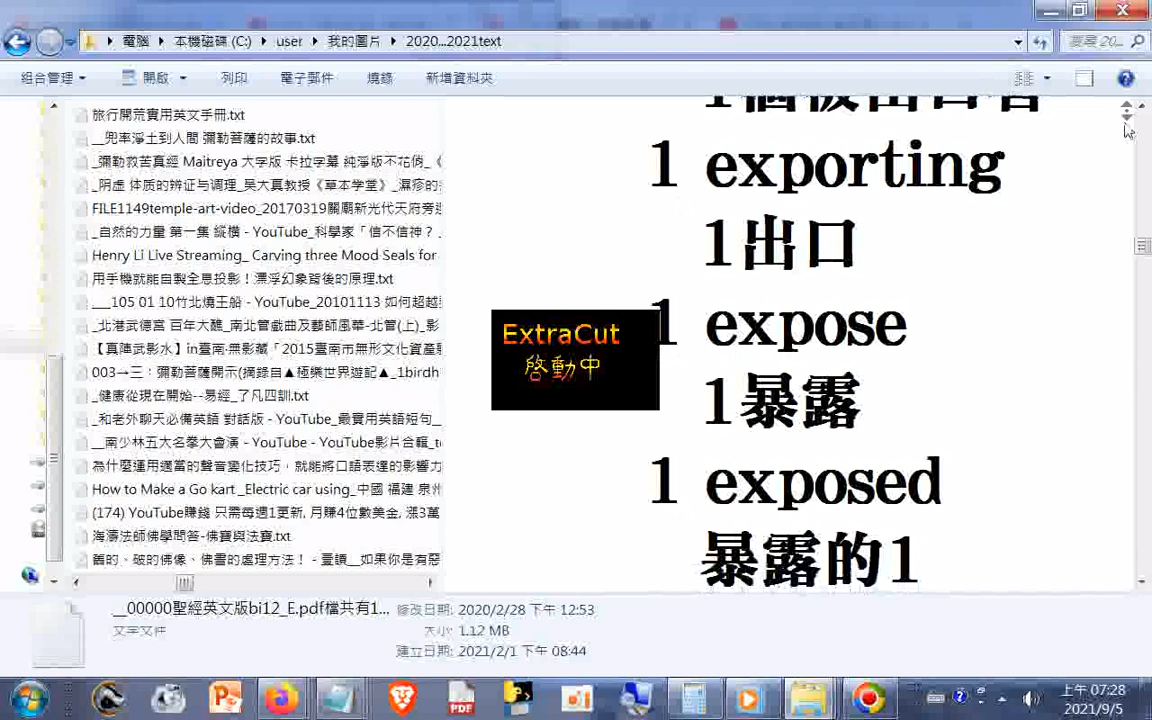 電腦 ▸ 本機磁碟 (C:) ▸ user ▸ 我的圖片 ▸ 2020...2021text
搜尋 20...
組合管理 開啟 列印 電子郵件 燒錄 新增資料夾
旅行開荒實用英文手冊.txt
__兜率淨土到人間 彌勒菩薩的故事.txt
_彌勒救苦真經 Maitreya 大字版 卡拉字幕 純淨版不花俏_《
_阴虚 体质的辨证与调理_吴大真教授《草本学堂》_濕疹的
FILE1149temple-art-video_20170319關廟新光代天府旁
_自然的力量 第一集 縱橫 - YouTube_科學家「信不信神？
Henry Li Live Streaming_ Carving three Mood Seals for
用手機就能自製全息投影！漂浮幻象背後的原理.txt
___105 01 10竹北燒王船 - YouTube_20101113 如何超越
_北港武德宮 百年大醮_南北管戲曲及藝師風華-北管(上)_影
【真陣武影水】in臺南·無影藏「2015臺南市無形文化資產
003→三：彌勒菩薩開示(摘錄自▲極樂世界遊記▲_1birdh
_健康從現在開始--易經_了凡四訓.txt
_和老外聊天必備英語 對話版 - YouTube_最實用英語短句__
__南少林五大名拳大會演 - YouTube - YouTube影片合輯_t
為什麼運用適當的聲音變化技巧，就能將口語表達的影響力
How to Make a Go kart _Electric car using_中國 福建 泉州
(174) YouTube賺錢 只需每週1更新, 月賺4位數美金, 漲3萬
海濤法師佛學問答-佛寶與法寶.txt
舊的、破的佛像、佛書的處理方法！ - 壹讀__如果你是有惡
1個被出口者
1 exporting
1出口
1 expose
1暴露
1 exposed
暴露的1
ExtraCut
啓動中
__00000聖經英文版bi12_E.pdf檔共有1... 修改日期: 2020/2/28 下午 12:53
文字文件 大小: 1.12 MB
建立日期: 2021/2/1 下午 08:44
上午 07:28
2021/9/5